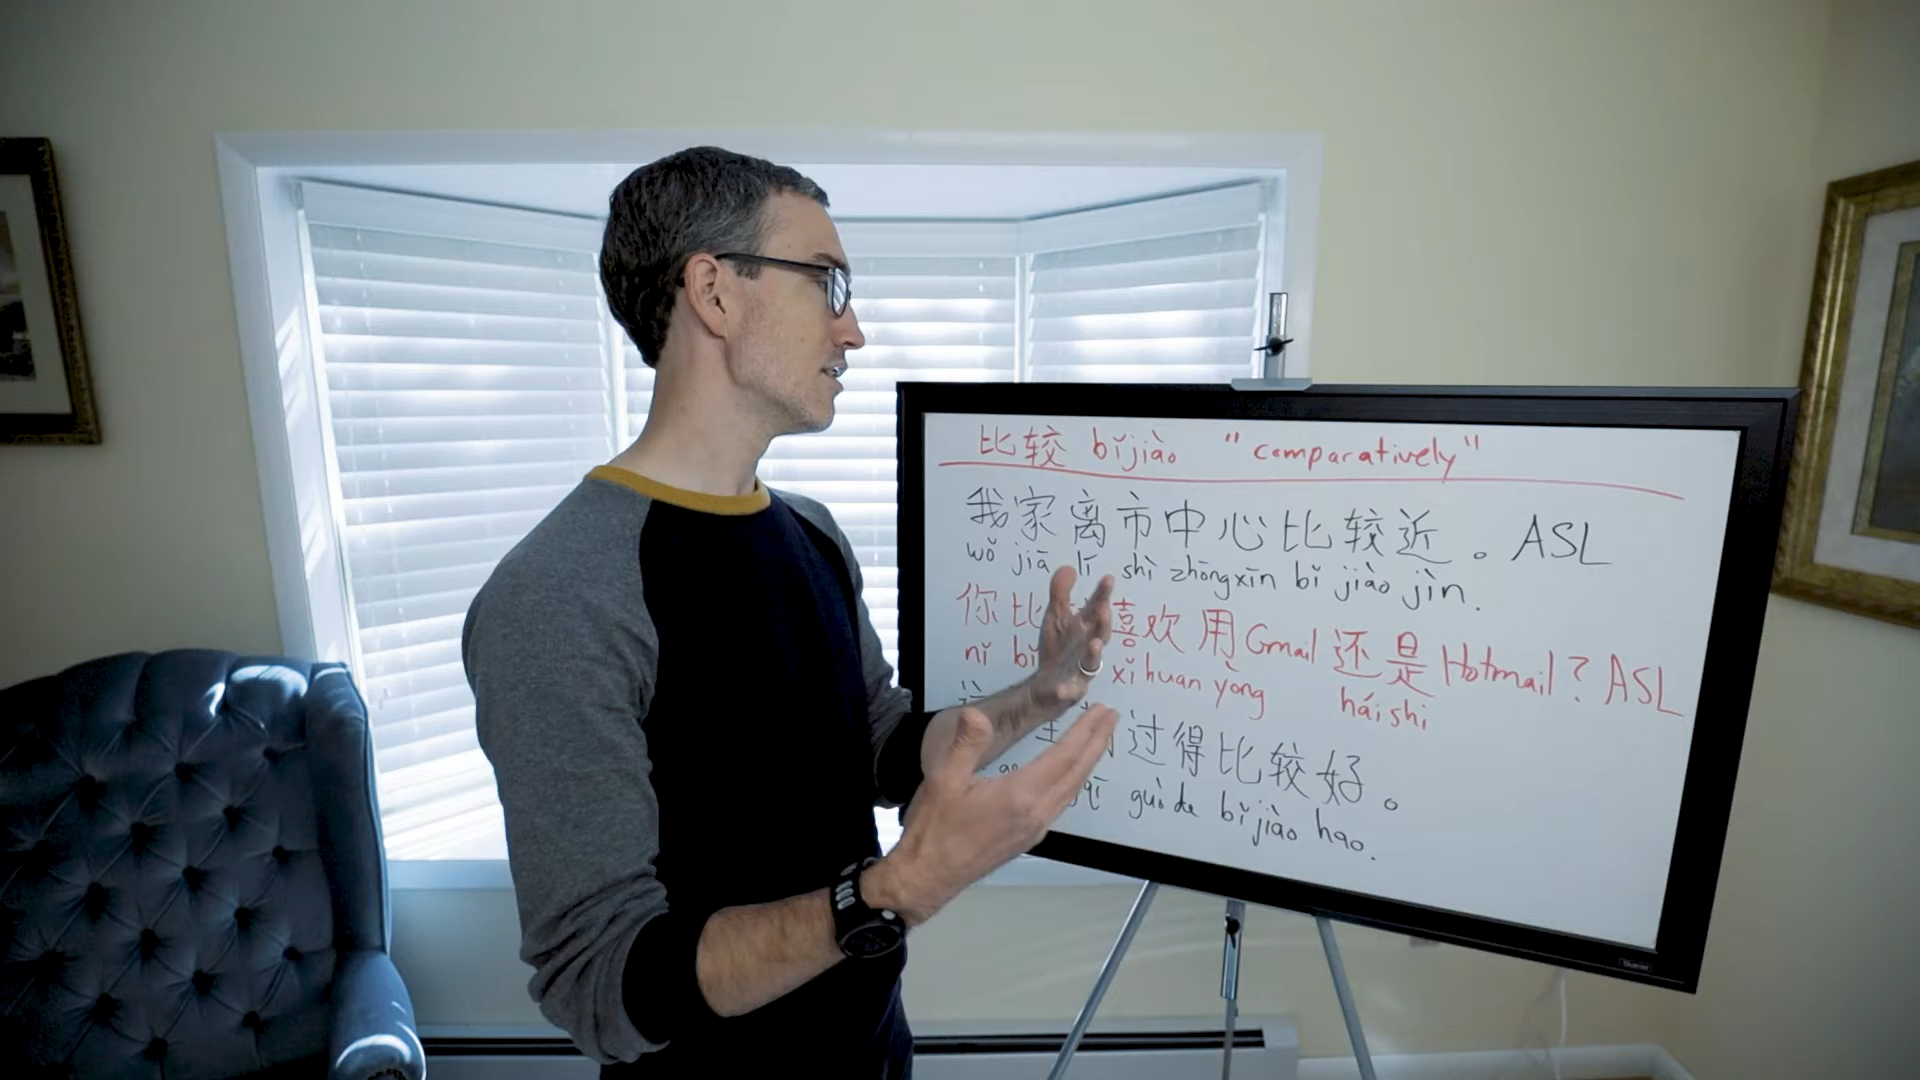 比较 bǐjiào "comparatively"
我家离市中心比较近。ASL
wǒ jiā lí shì zhōngxīn bǐ jiào jìn.
你比 喜欢用Gmail还是Hotmail? ASL
nǐ bǐ xǐhuan yòng háishi
过得比较好。
guò de bǐjiào hao.